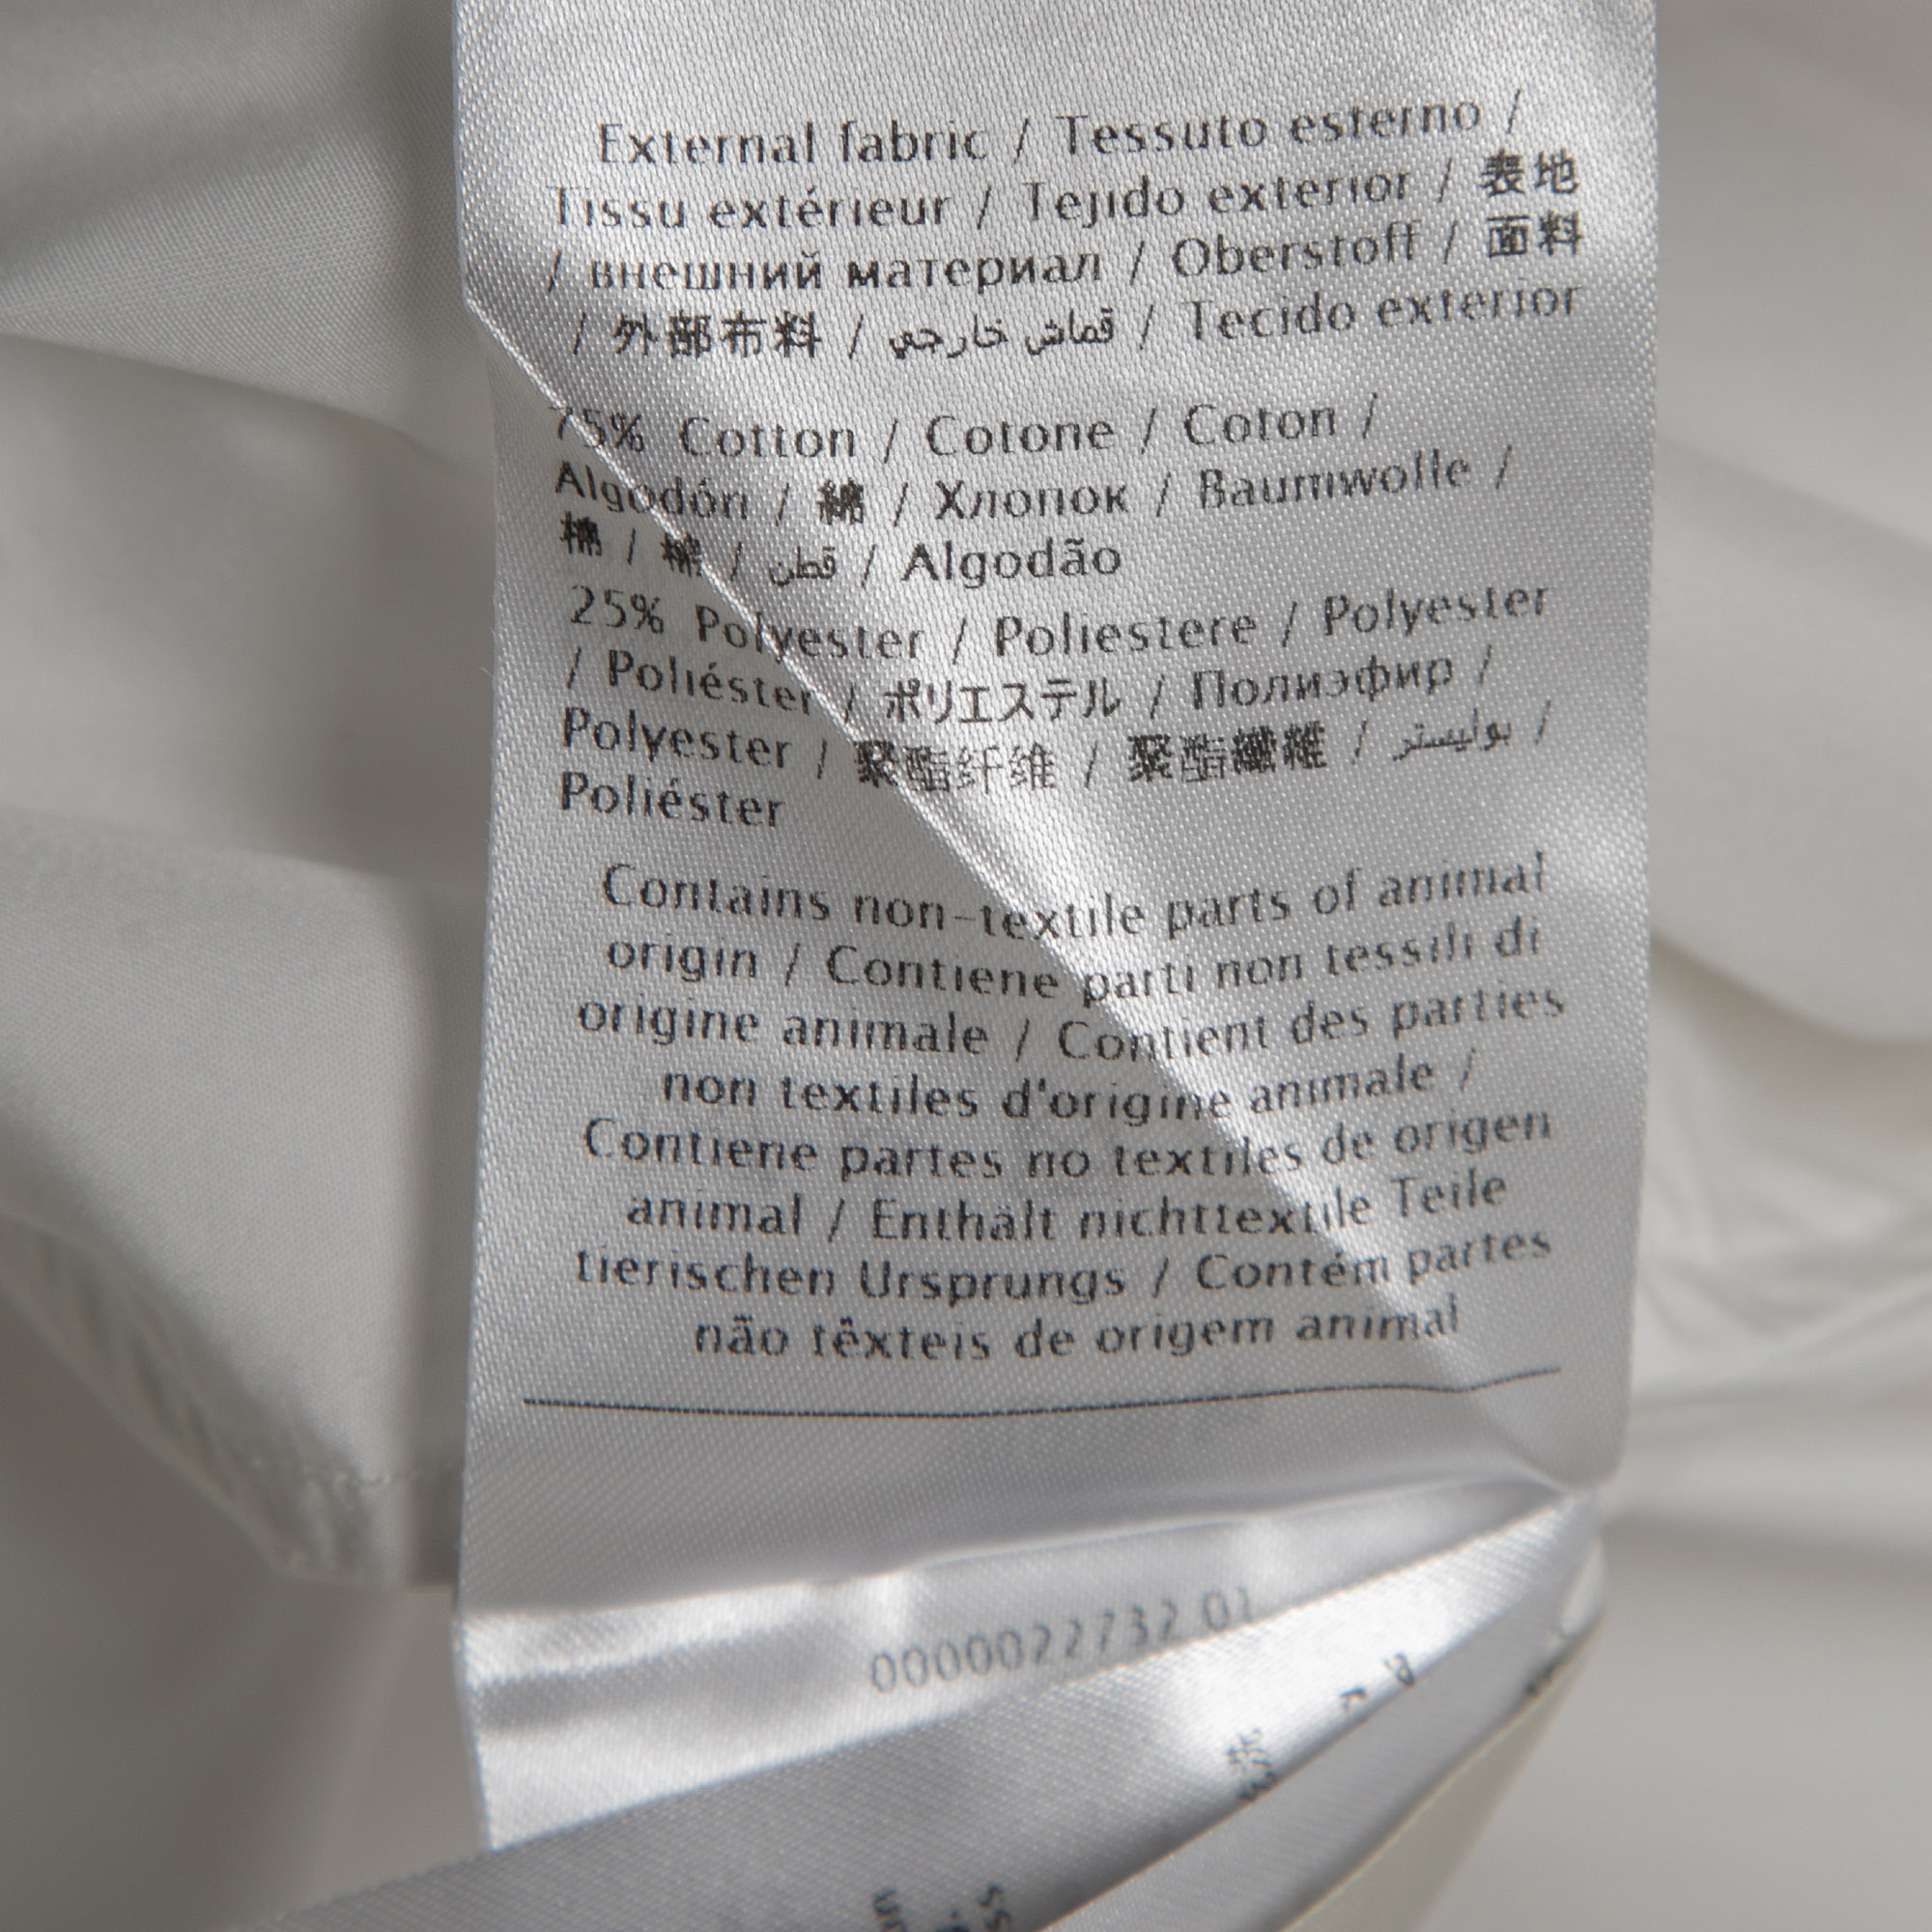 External fabric / Tessuto esterno /
Tissu extérieur / Tejido exterior / 表地
/ внешний материал / Oberstoff / 面料
/ 外部布料 / قماش خارجي / Tecido exterior
75% Cotton / Cotone / Coton /
Algodón / 綿 / Хлопок / Baumwolle /
棉 / 棉 / قطن / Algodão
25% Polyester / Poliestere / Polyester
/ Poliéster / ポリエステル / Полиэфир /
Polyester / 聚酯纤维 / 聚酯纖維 / بوليستر /
Poliéster
Contains non-textile parts of animal
origin / Contiene parti non tessili di
origine animale / Contient des parties
non textiles d'origine animale /
Contiene partes no textiles de origen
animal / Enthält nichttextile Teile
tierischen Ursprungs / Contém partes
não têxteis de origem animal
0000022732 01